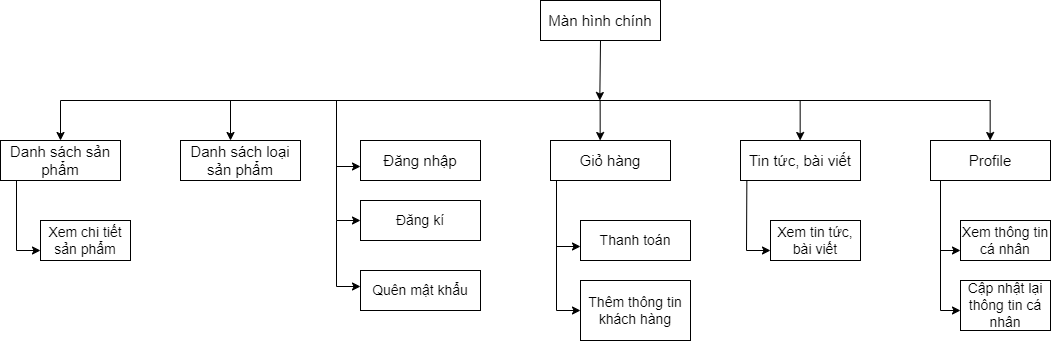 Màn hình chính
Danh sách sản
phẩm
Danh sách loại
sản phẩm
Đăng nhập
Giỏ hàng
Tin tức, bài viết
Profile
Xem chi tiết
sản phẩm
Đăng kí
Thanh toán
Xem tin tức,
bài viết
Xem thông tin
cá nhân
Quên mật khẩu
Thêm thông tin
khách hàng
Cập nhật lại
thông tin cá
nhân